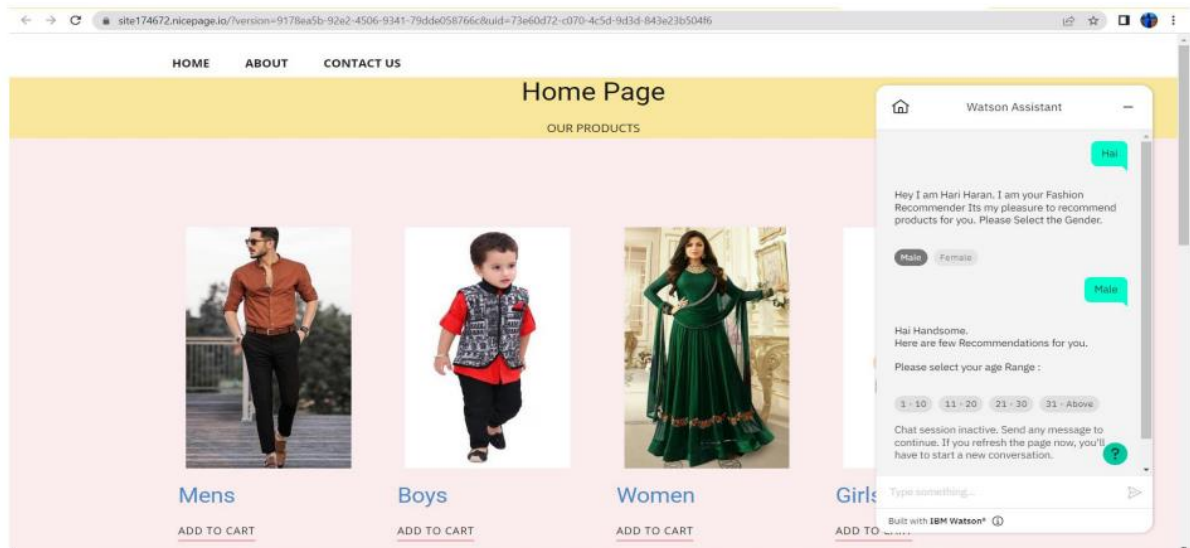 site174672.nicepage.io/?version=9178ea5b-92e2-4506-9341-79dde058766c&uid=73e60d72-c070-4c5d-9d3d-843e23b504f6
HOME ABOUT CONTACT US
Home Page
OUR PRODUCTS
Mens
ADD TO CART
Boys
ADD TO CART
Women
ADD TO CART
Girls
ADD TO CART
Watson Assistant
Hai
Hey I am Hari Haran. I am your Fashion
Recommender Its my pleasure to recommend
products for you. Please Select the Gender.
Male Female
Male
Hai Handsome.
Here are few Recommendations for you.
Please select your age Range :
1 - 10 11 - 20 21 - 30 31 - Above
Chat session inactive. Send any message to
continue. If you refresh the page now, you'll
have to start a new conversation.
?
Type something...
Built with IBM Watson®